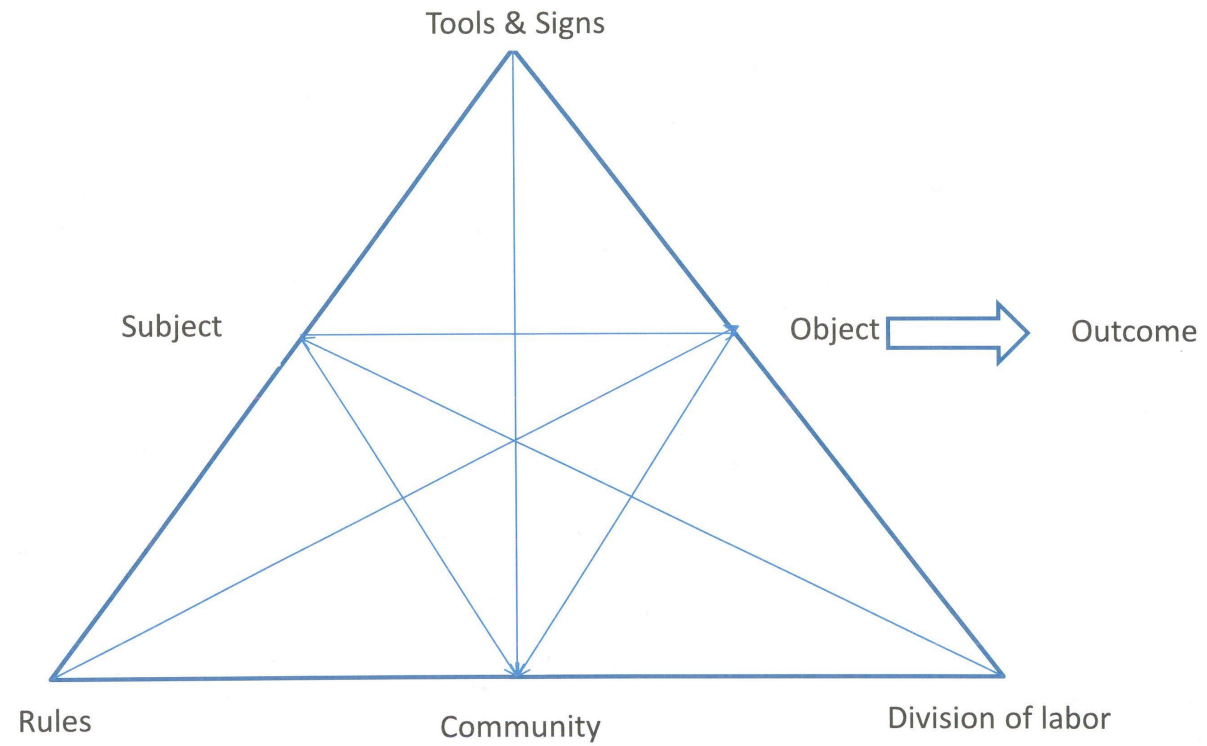 Tools & Signs
Subject
Object
Outcome
Rules
Community
Division of labor